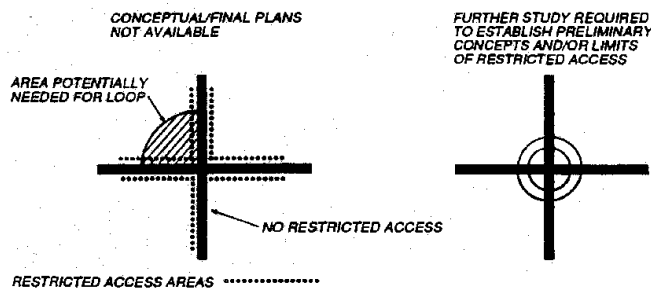 CONCEPTUAL/FINAL PLANS
NOT AVAILABLE
AREA POTENTIALLY
NEEDED FOR LOOP
NO RESTRICTED ACCESS
RESTRICTED ACCESS AREAS
FURTHER STUDY REQUIRED
TO ESTABLISH PRELIMINARY
CONCEPTS AND/OR LIMITS
OF RESTRICTED ACCESS